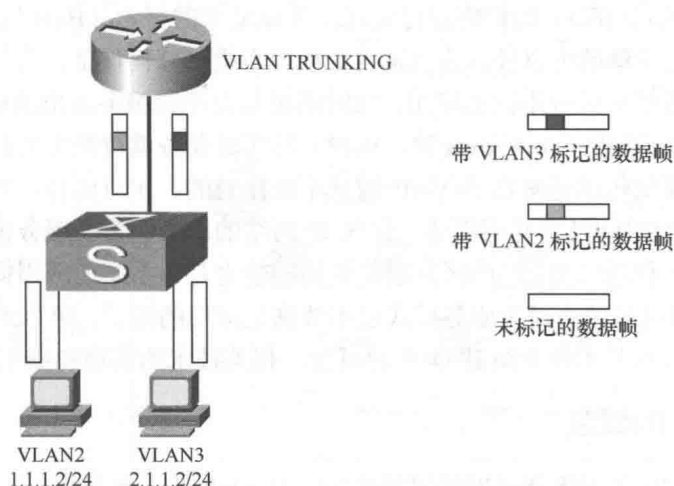 VLAN TRUNKING
带 VLAN3 标记的数据帧
带 VLAN2 标记的数据帧
未标记的数据帧
S
VLAN2
1.1.1.2/24
VLAN3
2.1.1.2/24